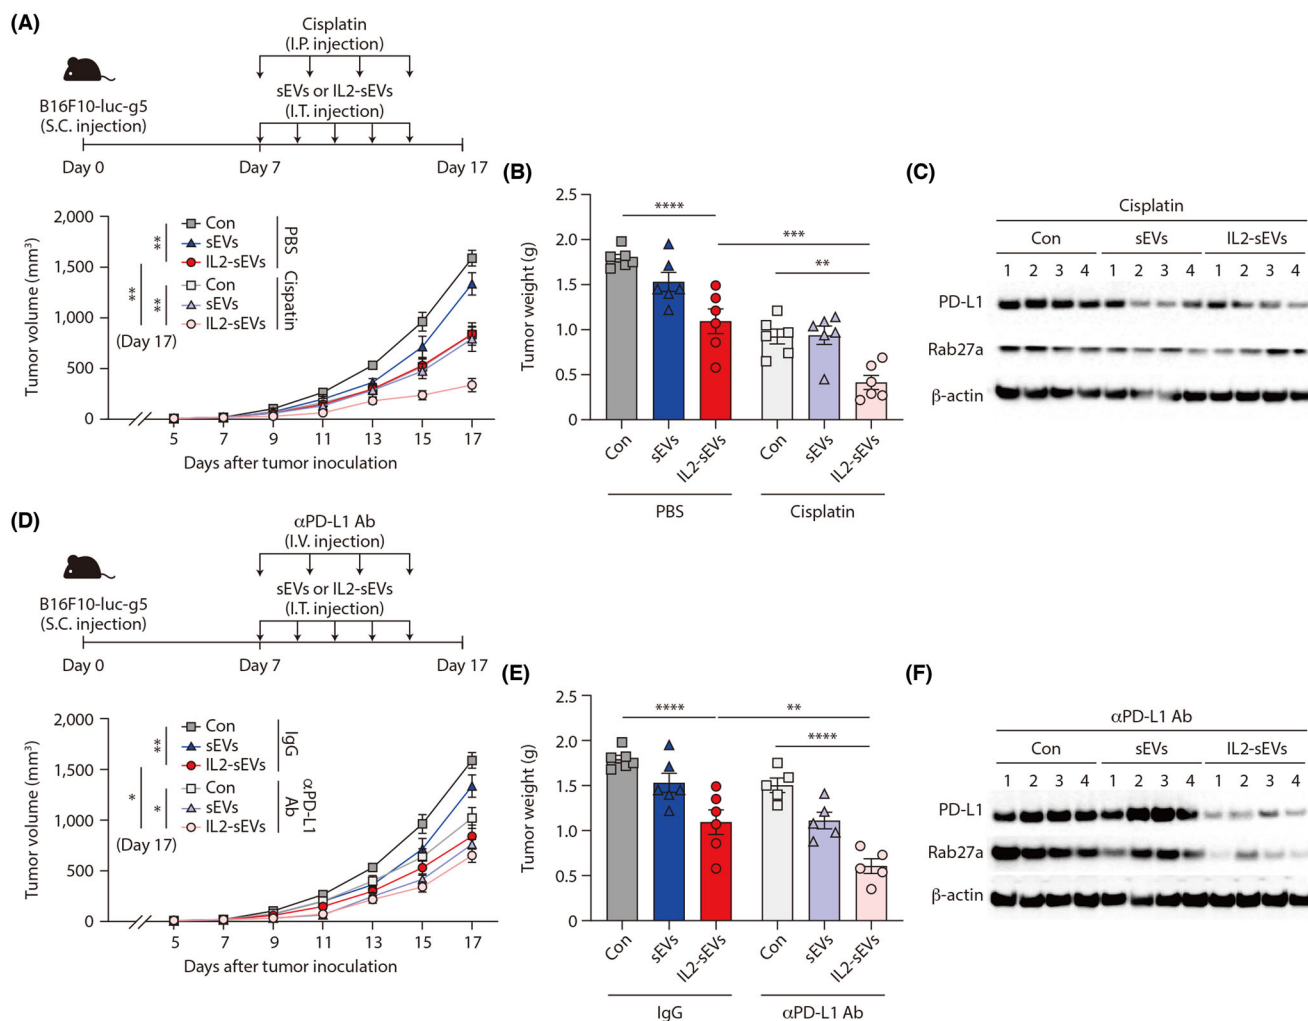 (A)
Cisplatin
(I.P. injection)
sEVs or IL2-sEVs
(I.T. injection)
B16F10-luc-g5
(S.C. injection)
Day 0
Day 7
Day 17
Tumor volume (mm³)
2,000
1,500
1,000
500
0
Con
sEVs
IL2-sEVs
PBS
Con
sEVs
IL2-sEVs
Cispatin
**
**
**
(Day 17)
5 7 9 11 13 15 17
Days after tumor inoculation
(B)
Tumor weight (g)
2.5
2.0
1.5
1.0
0.5
0
****
***
**
Con sEVs IL2-sEVs Con sEVs IL2-sEVs
PBS Cisplatin
(C)
Cisplatin
Con sEVs IL2-sEVs
1 2 3 4 1 2 3 4 1 2 3 4
PD-L1
Rab27a
β-actin
(D)
αPD-L1 Ab
(I.V. injection)
sEVs or IL2-sEVs
(I.T. injection)
B16F10-luc-g5
(S.C. injection)
Day 0
Day 7
Day 17
Tumor volume (mm³)
2,000
1,500
1,000
500
0
Con
sEVs
IL2-sEVs
IgG
Con
sEVs
IL2-sEVs
αPD-L1
Ab
**
*
*
(Day 17)
5 7 9 11 13 15 17
Days after tumor inoculation
(E)
Tumor weight (g)
2.5
2.0
1.5
1.0
0.5
0
****
**
****
Con sEVs IL2-sEVs Con sEVs IL2-sEVs
IgG αPD-L1 Ab
(F)
αPD-L1 Ab
Con sEVs IL2-sEVs
1 2 3 4 1 2 3 4 1 2 3 4
PD-L1
Rab27a
β-actin